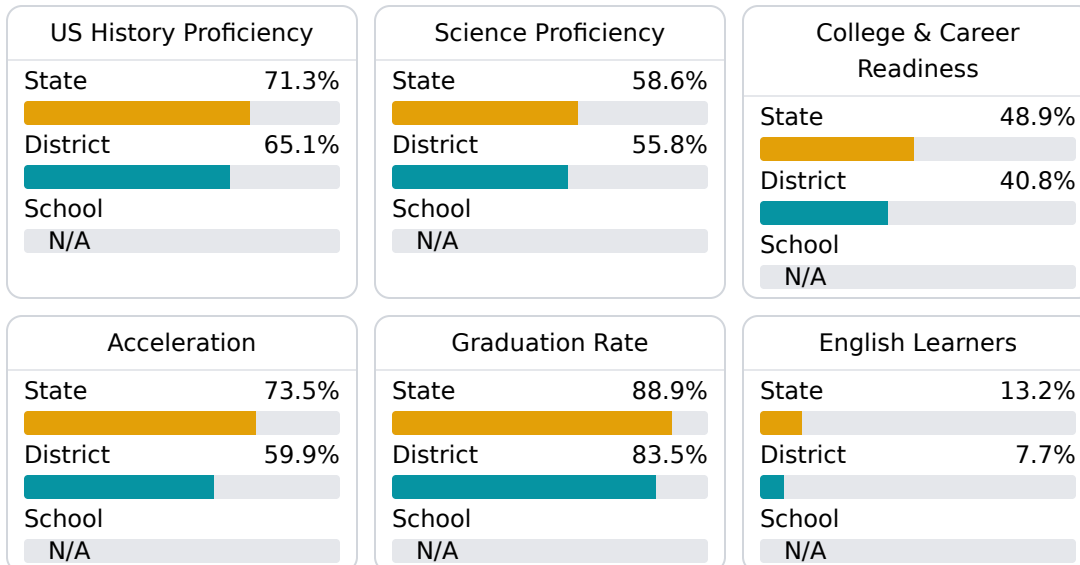 US History Proficiency
State 71.3%
District 65.1%
School
N/A
Science Proficiency
State 58.6%
District 55.8%
School
N/A
College & Career
Readiness
State 48.9%
District 40.8%
School
N/A
Acceleration
State 73.5%
District 59.9%
School
N/A
Graduation Rate
State 88.9%
District 83.5%
School
N/A
English Learners
State 13.2%
District 7.7%
School
N/A